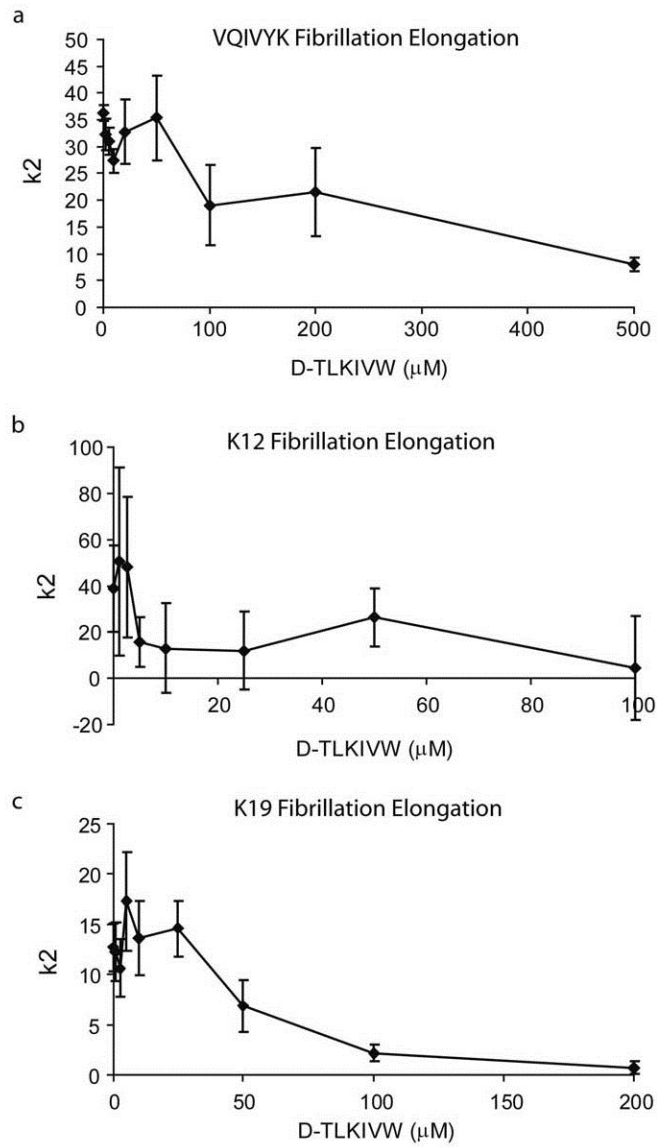 a
VQIVYK Fibrillation Elongation
50
45
40
35
30
25
20
15
10
5
0
k2
0 100 200 300 400 500
D-TLKIVW (μM)
b
K12 Fibrillation Elongation
100
80
60
40
20
0
-20
k2
20 40 60 80 100
D-TLKIVW (μM)
c
K19 Fibrillation Elongation
25
20
15
10
5
0
k2
0 50 100 150 200
D-TLKIVW (μM)